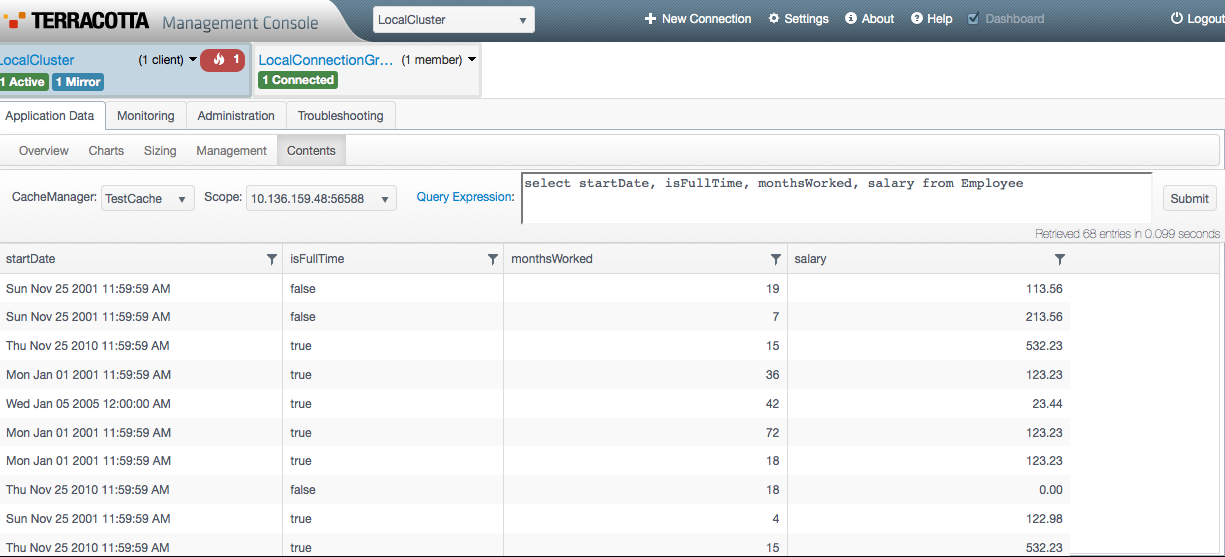 TERRACOTTA Management Console LocalCluster New Connection Settings About Help Dashboard Logout
LocalCluster (1 client) 1 LocalConnectionGr... (1 member)
1 Active 1 Mirror 1 Connected
Application Data Monitoring Administration Troubleshooting
Overview Charts Sizing Management Contents
CacheManager: TestCache Scope: 10.136.159.48:56588 Query Expression: select startDate, isFullTime, monthsWorked, salary from Employee Submit
Retrieved 68 entries in 0.099 seconds
startDate isFullTime monthsWorked salary
Sun Nov 25 2001 11:59:59 AM false 19 113.56
Sun Nov 25 2001 11:59:59 AM false 7 213.56
Thu Nov 25 2010 11:59:59 AM true 15 532.23
Mon Jan 01 2001 11:59:59 AM true 36 123.23
Wed Jan 05 2005 12:00:00 AM true 42 23.44
Mon Jan 01 2001 11:59:59 AM true 72 123.23
Mon Jan 01 2001 11:59:59 AM true 18 123.23
Thu Nov 25 2010 11:59:59 AM false 18 0.00
Sun Nov 25 2001 11:59:59 AM true 4 122.98
Thu Nov 25 2010 11:59:59 AM true 15 532.23